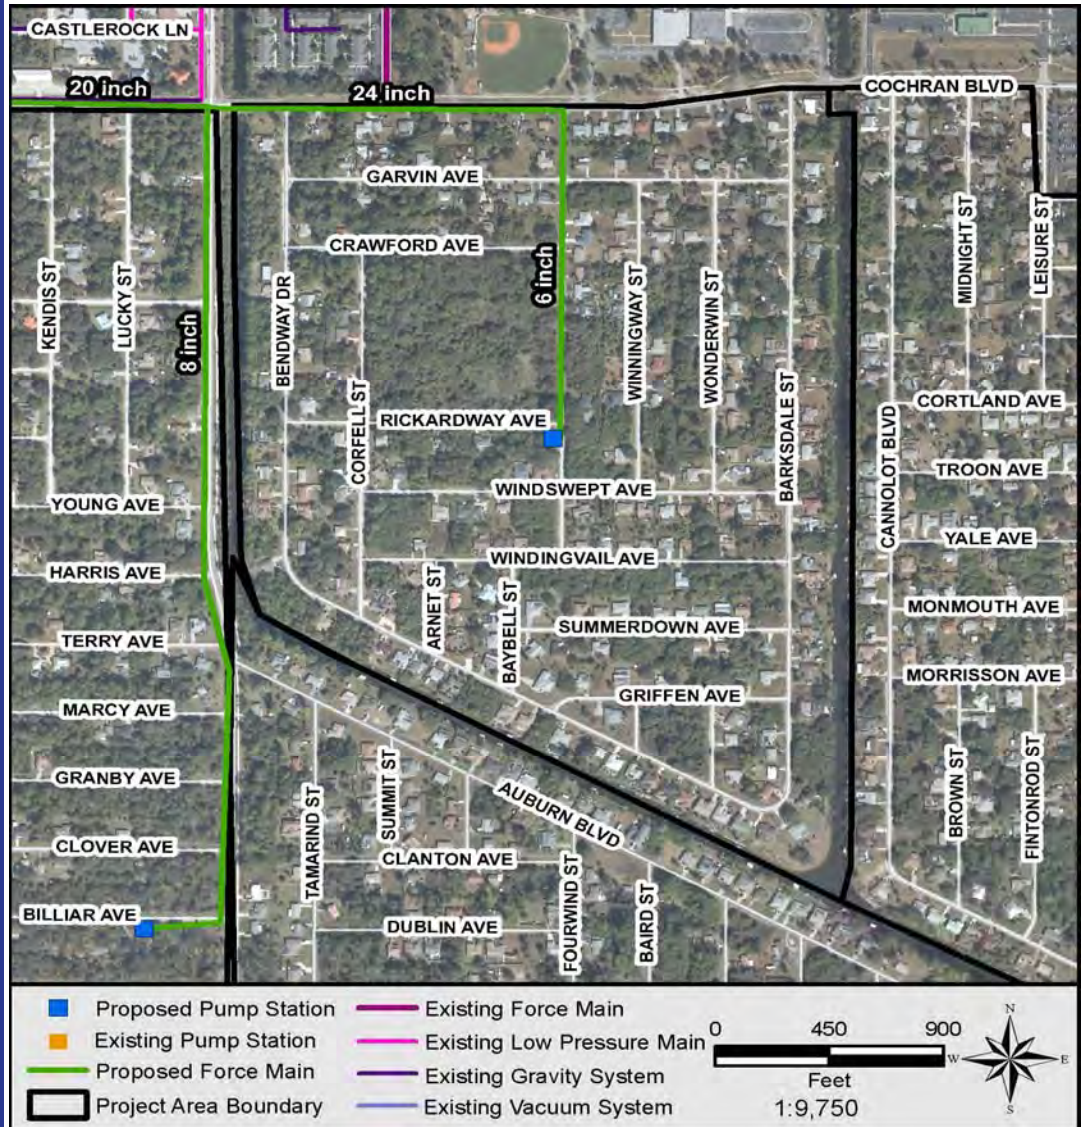 CASTLEROCK LN
COCHRAN BLVD
20 inch
24 inch
GARVIN AVE
CRAWFORD AVE
KENDIS ST
LUCKY ST
8 inch
BENDWAY DR
6 inch
WINNINGWAY ST
WONDERWIN ST
MIDNIGHT ST
LEISURE ST
CORFELL ST
RICKARDWAY AVE
BARKSDALE ST
CANNOLOT BLVD
CORTLAND AVE
TROON AVE
YOUNG AVE
WINDSWEPT AVE
YALE AVE
HARRIS AVE
WINDINGVAIL AVE
ARNET ST
BAYBELL ST
MONMOUTH AVE
TERRY AVE
SUMMERDOWN AVE
MORRISSON AVE
MARCY AVE
GRIFFEN AVE
GRANBY AVE
TAMARIND ST
SUMMIT ST
AUBURN BLVD
BROWN ST
FINTONROD ST
CLOVER AVE
CLANTON AVE
BILLIAR AVE
DUBLIN AVE
FOURWIND ST
BAIRD ST
Proposed Pump Station
Existing Pump Station
Proposed Force Main
Project Area Boundary
Existing Force Main
Existing Low Pressure Main
Existing Gravity System
Existing Vacuum System
0 450 900
Feet
1:9,750
N
W E
S